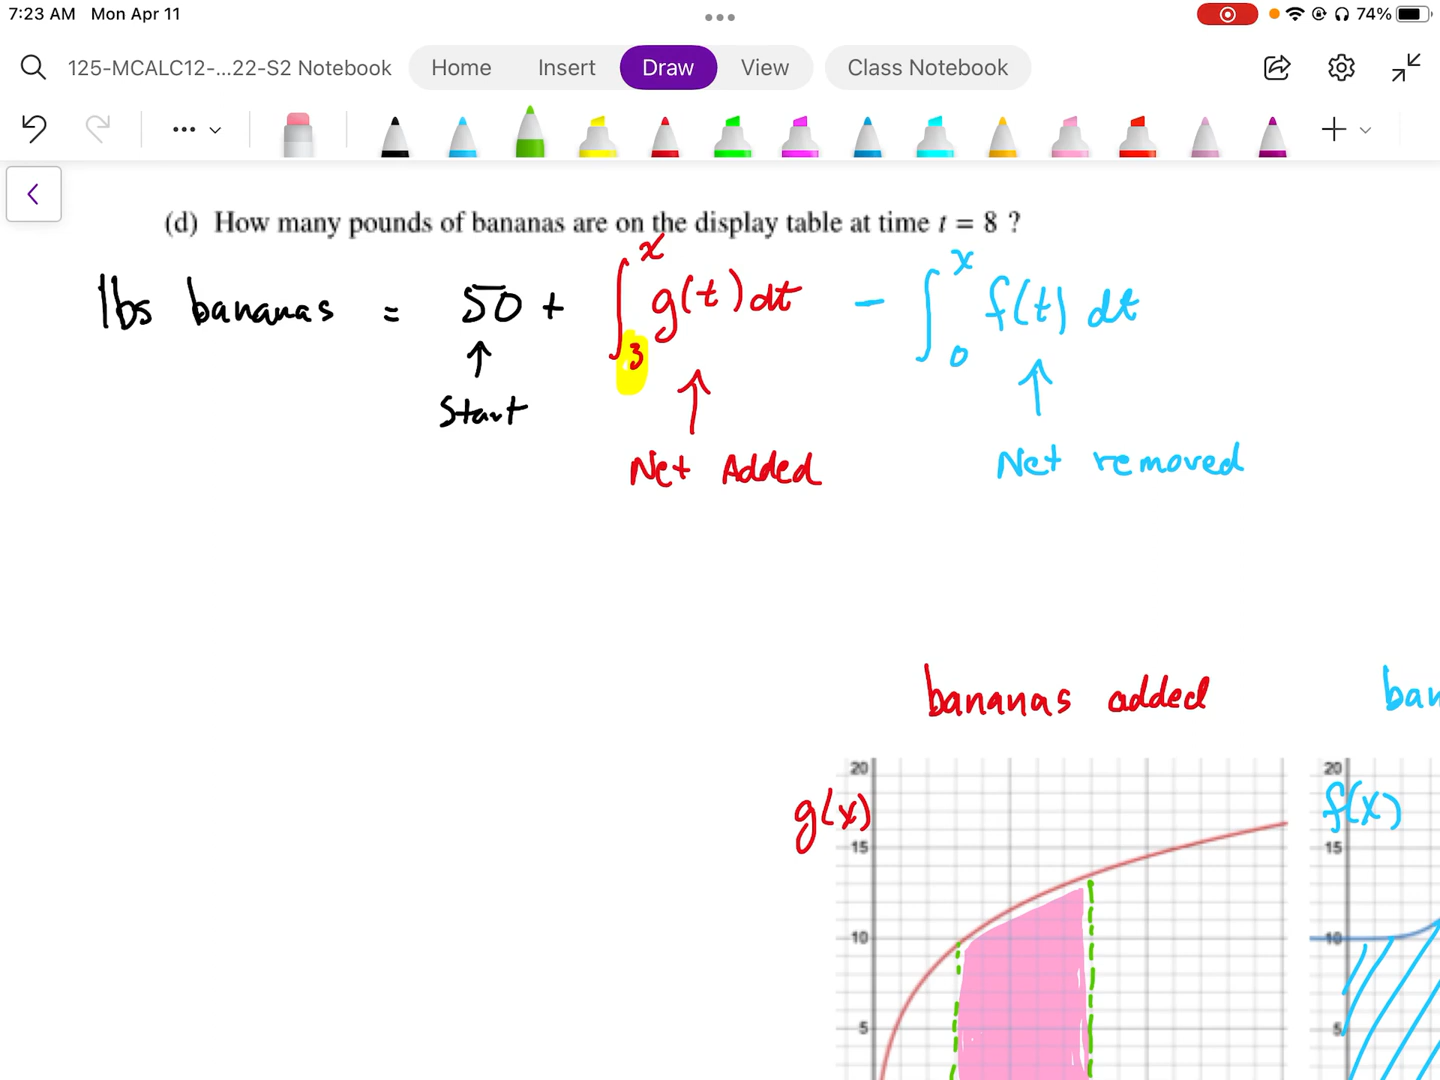 7:23 AM Mon Apr 11
74%
125-MCALC12-...22-S2 Notebook Home Insert Draw View Class Notebook
(d) How many pounds of bananas are on the display table at time t = 8 ?
lbs bananas = 50 + ∫₃ˣ g(t) dt − ∫₀ˣ f(t) dt
↑ Start
↑ Net Added
↑ Net removed
bananas added
ban
g(x)
20
15
10
5
f(x)
20
15
10
5